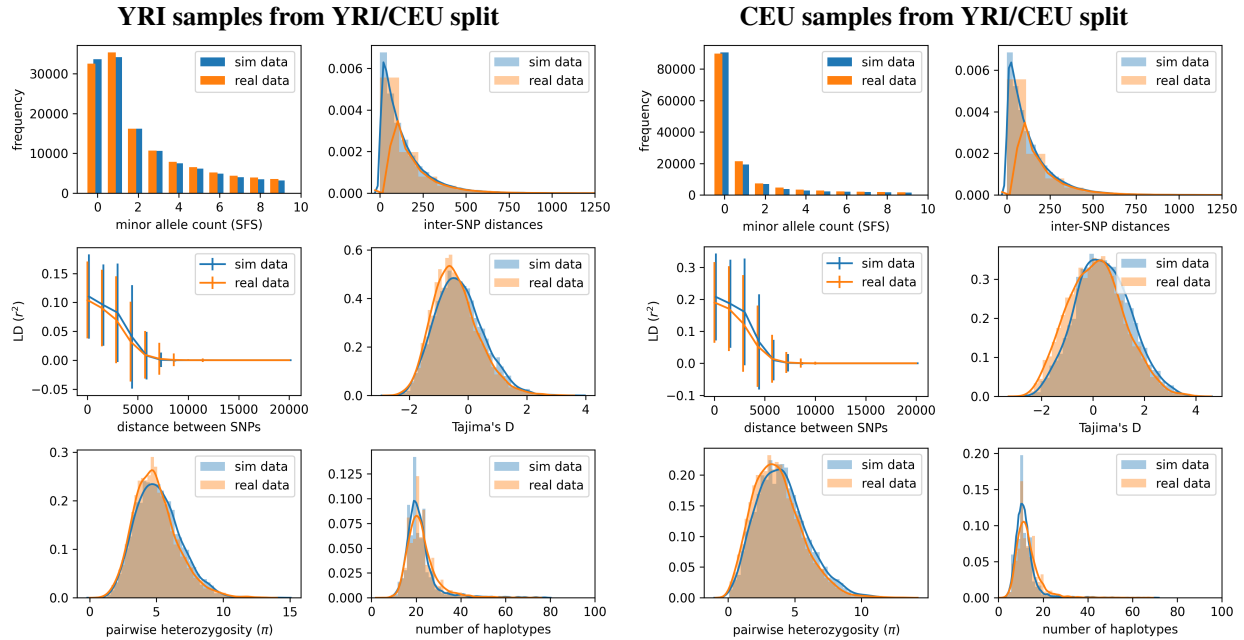 YRI samples from YRI/CEU split
CEU samples from YRI/CEU split
sim data
real data
frequency
30000
20000
10000
0
0 2 4 6 8 10
minor allele count (SFS)
sim data
real data
0.006
0.004
0.002
0.000
0 250 500 750 1000 1250
inter-SNP distances
sim data
real data
frequency
80000
60000
40000
20000
0
0 2 4 6 8 10
minor allele count (SFS)
sim data
real data
0.006
0.004
0.002
0.000
0 250 500 750 1000 1250
inter-SNP distances
sim data
real data
LD (r²)
0.15
0.10
0.05
0.00
−0.05
0 5000 10000 15000 20000
distance between SNPs
sim data
real data
0.6
0.4
0.2
0.0
−2 0 2 4
Tajima's D
sim data
real data
LD (r²)
0.3
0.2
0.1
0.0
−0.1
0 5000 10000 15000 20000
distance between SNPs
sim data
real data
0.3
0.2
0.1
0.0
−2 0 2 4
Tajima's D
sim data
real data
0.3
0.2
0.1
0.0
0 5 10 15
pairwise heterozygosity (π)
sim data
real data
0.125
0.100
0.075
0.050
0.025
0.000
0 20 40 60 80 100
number of haplotypes
sim data
real data
0.20
0.15
0.10
0.05
0.00
0 5 10
pairwise heterozygosity (π)
sim data
real data
0.20
0.15
0.10
0.05
0.00
0 20 40 60 80 100
number of haplotypes